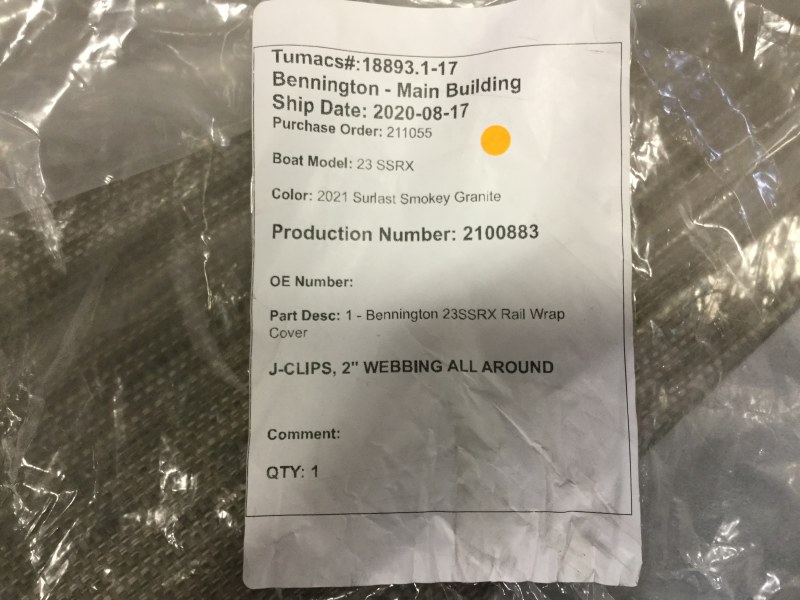 Tumacs#:18893.1-17
Bennington - Main Building
Ship Date: 2020-08-17
Purchase Order: 211055
Boat Model: 23 SSRX
Color: 2021 Surlast Smokey Granite
Production Number: 2100883
OE Number:
Part Desc: 1 - Bennington 23SSRX Rail Wrap
Cover
J-CLIPS, 2" WEBBING ALL AROUND
Comment:
QTY: 1